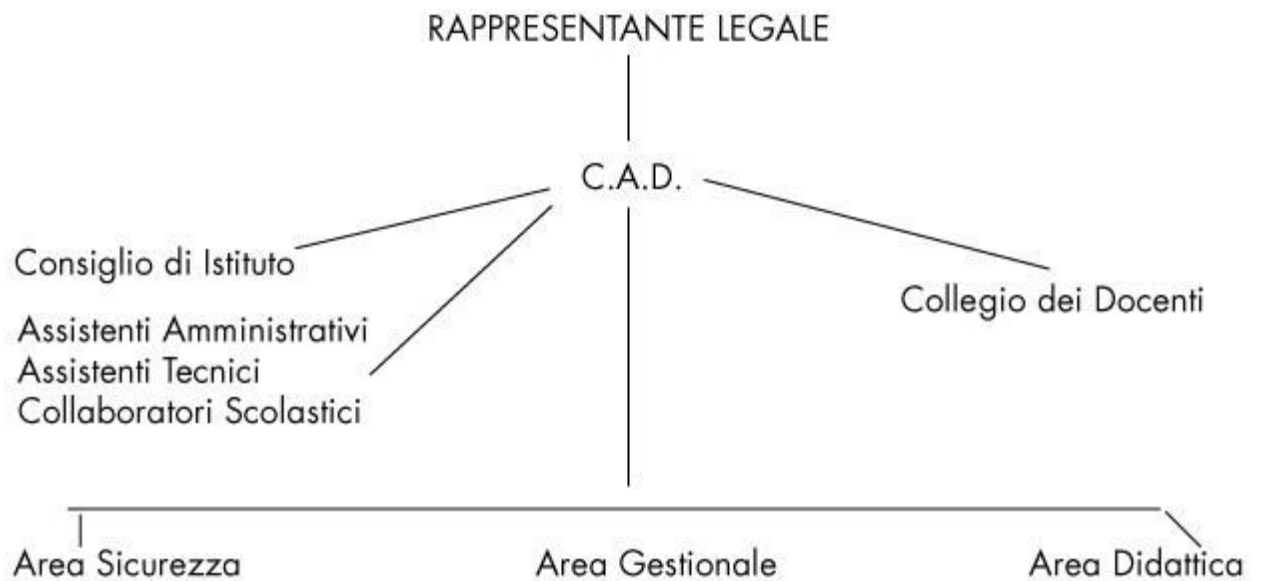 RAPPRESENTANTE LEGALE
C.A.D.
Consiglio di Istituto
Collegio dei Docenti
Assistenti Amministrativi
Assistenti Tecnici
Collaboratori Scolastici
Area Sicurezza
Area Gestionale
Area Didattica